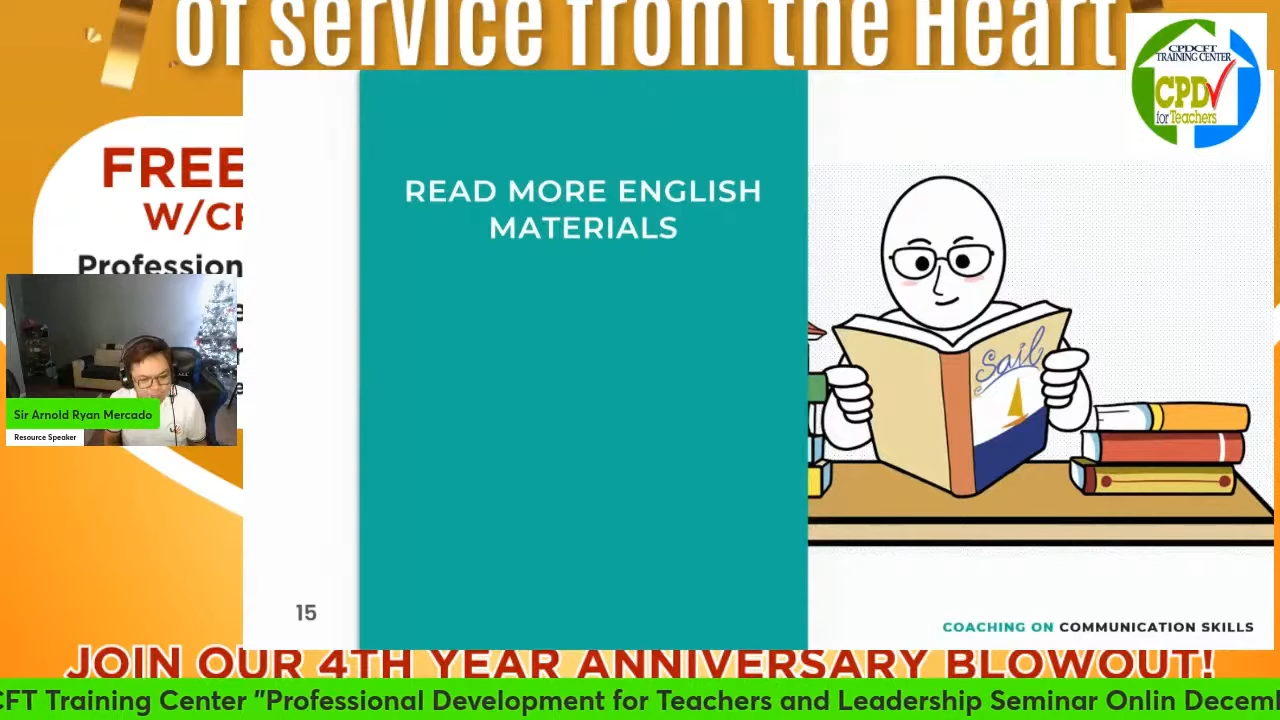 of service from the Heart
CPDCFT
TRAINING CENTER
CPD
for Teachers
FREE
W/CP
Profession
READ MORE ENGLISH
MATERIALS
Sail
Sir Arnold Ryan Mercado
Resource Speaker
15
COACHING ON COMMUNICATION SKILLS
JOIN OUR 4TH YEAR ANNIVERSARY BLOWOUT!
CFT Training Center "Professional Development for Teachers and Leadership Seminar Onlin Decem